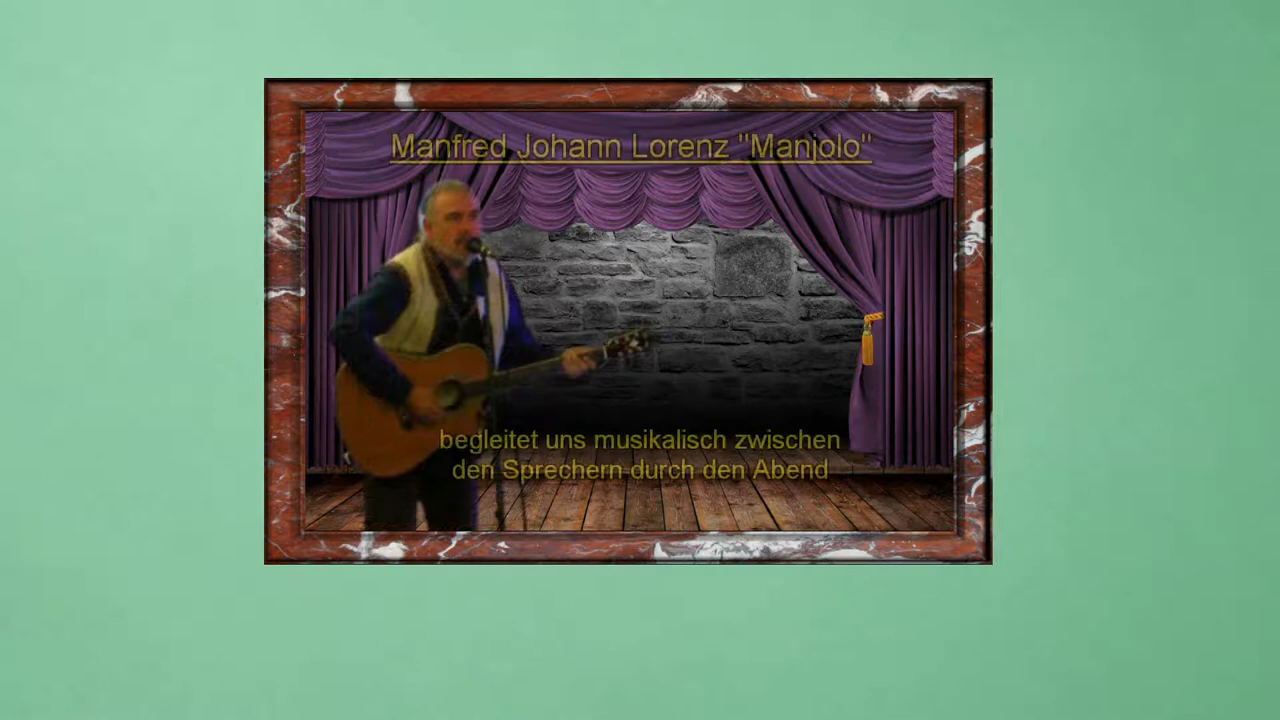 Manfred Johann Lorenz "Manjolo"
begleitet uns musikalisch zwischen
den Sprechern durch den Abend